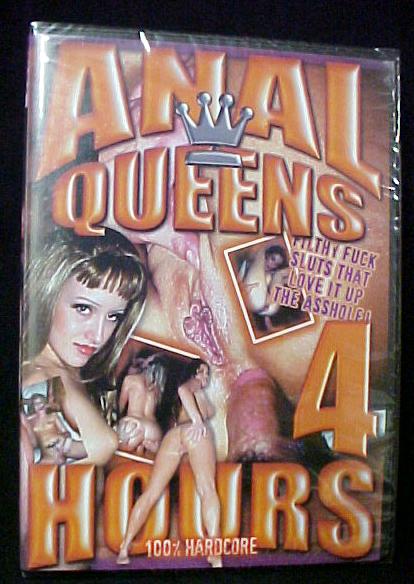 ANAL
QUEENS
FILTHY FUCK
SLUTS THAT
LOVE IT UP
THE ASSHOLE!
4
HOURS
100% HARDCORE